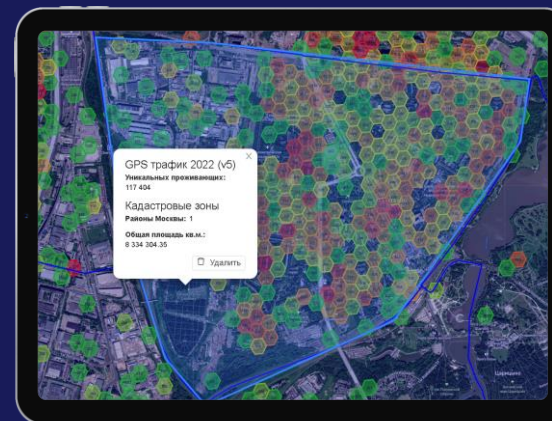 GPS трафик 2022 (v5)
Уникальных проживающих:
117 404
Кадастровые зоны
Районы Москвы: 1
Общая площадь кв.м.:
8 334 304.35
Удалить
Царицыно